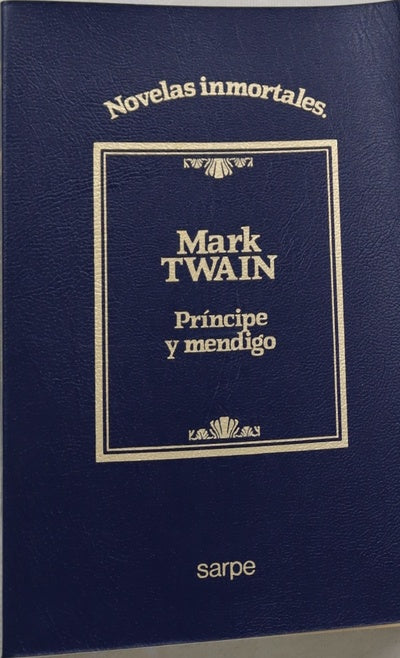 Novelas inmortales.
Mark
TWAIN
Príncipe
y mendigo
sarpe